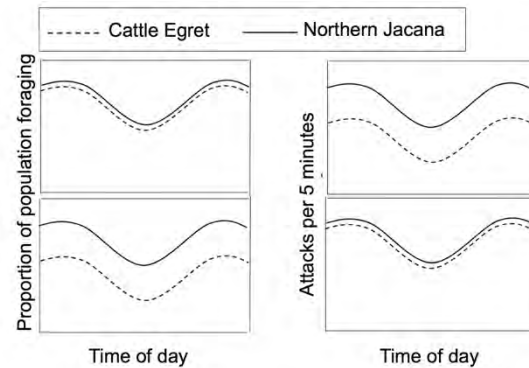 Cattle Egret
Northern Jacana
Proportion of population foraging
Attacks per 5 minutes
Time of day
Time of day